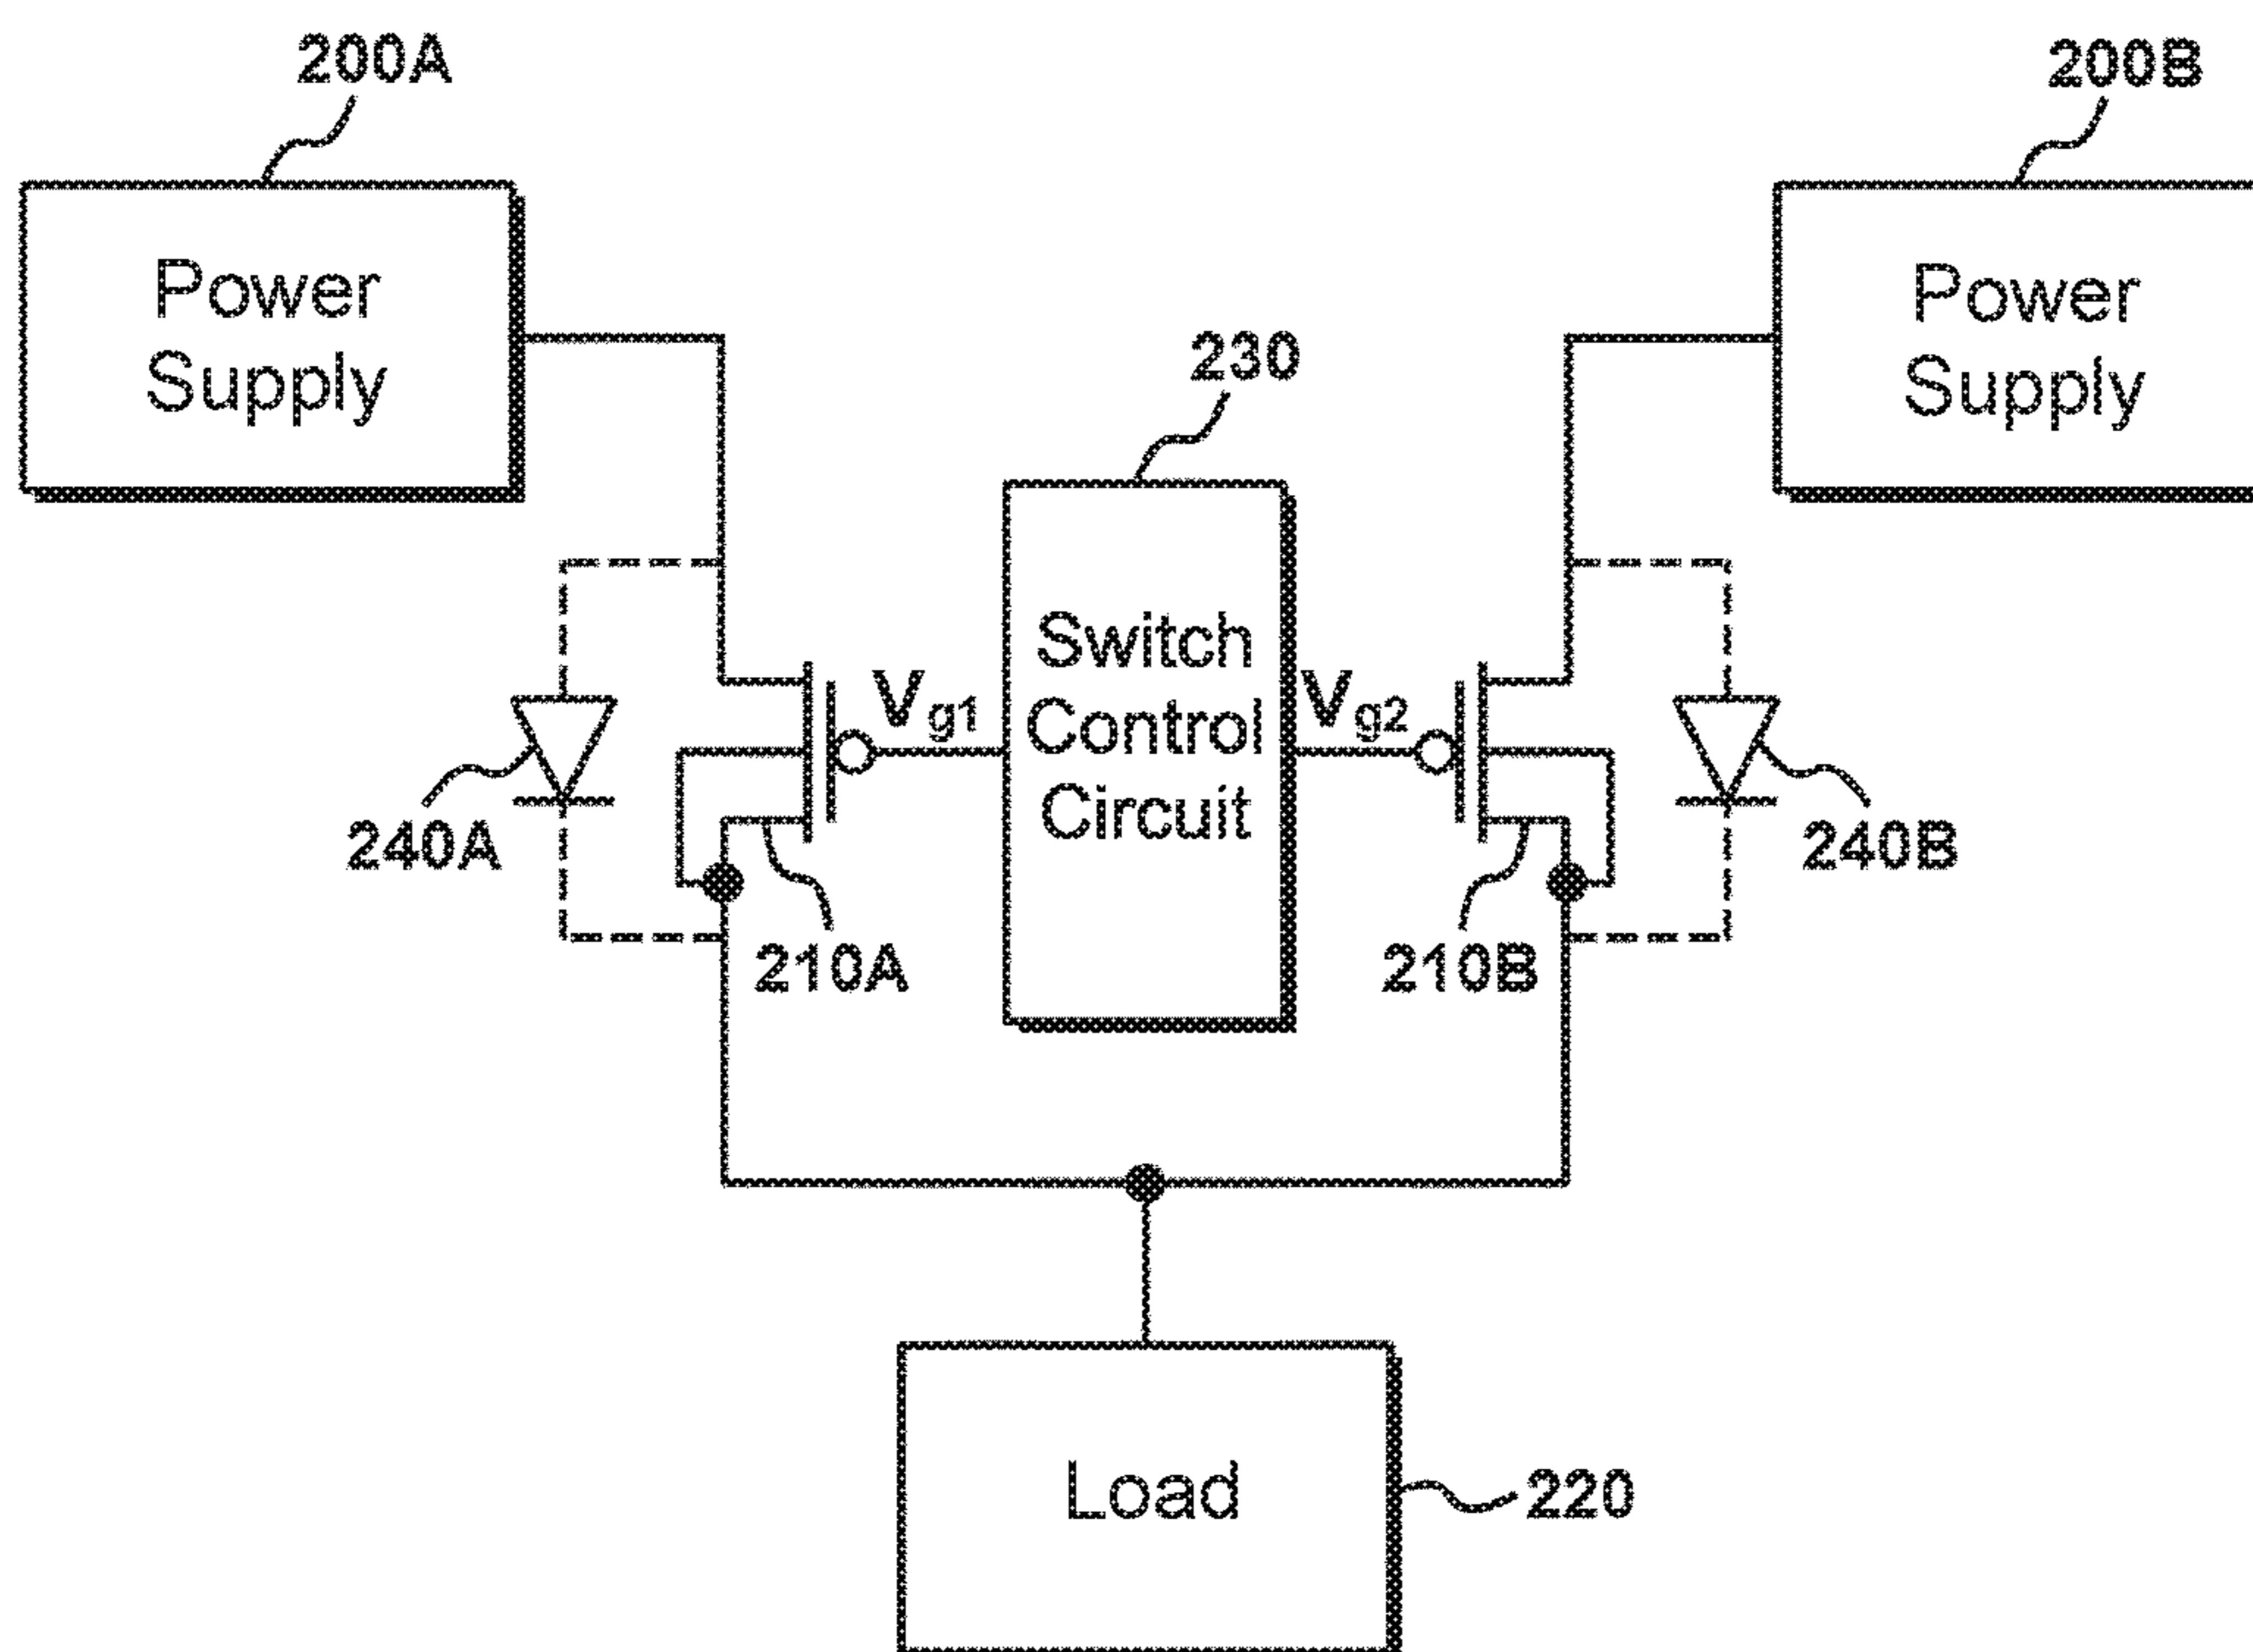 200A
200B
Power
Supply
Power
Supply
230
Switch
Control
Circuit
Vg1
Vg2
240A
240B
210A
210B
Load
220